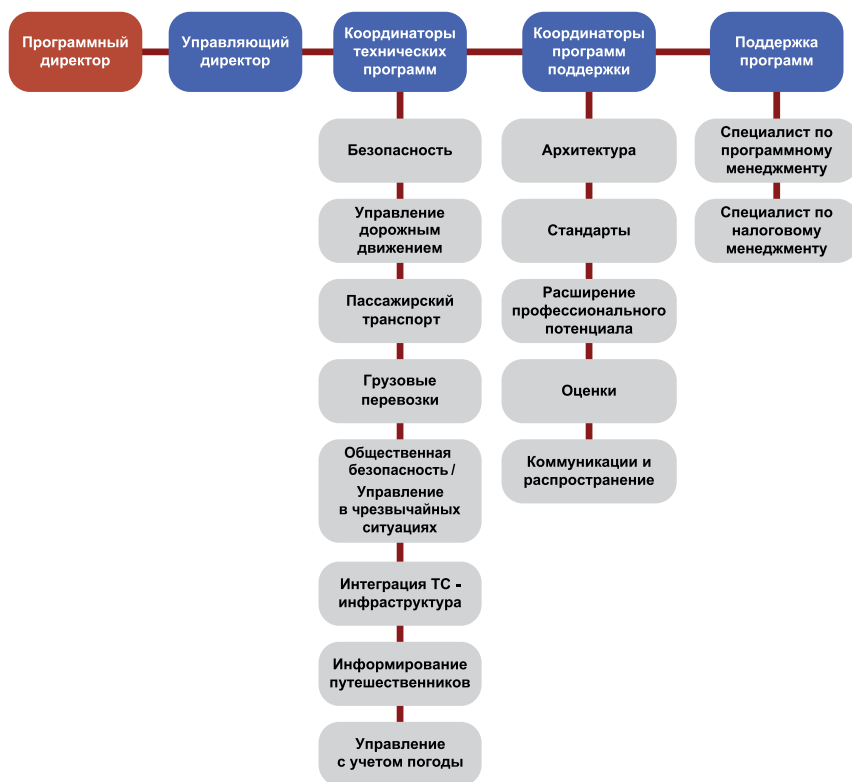 Программный
директор
Управляющий
директор
Координаторы
технических
программ
Координаторы
программ
поддержки
Поддержка
программ
Безопасность
Управление
дорожным
движением
Пассажирский
транспорт
Грузовые
перевозки
Общественная
безопасность /
Управление
в чрезвычайных
ситуациях
Интеграция ТС -
инфраструктура
Информирование
путешественников
Управление
с учетом погоды
Архитектура
Стандарты
Расширение
профессионального
потенциала
Оценки
Коммуникации и
распространение
Специалист по
программному
менеджменту
Специалист по
налоговому
менеджменту